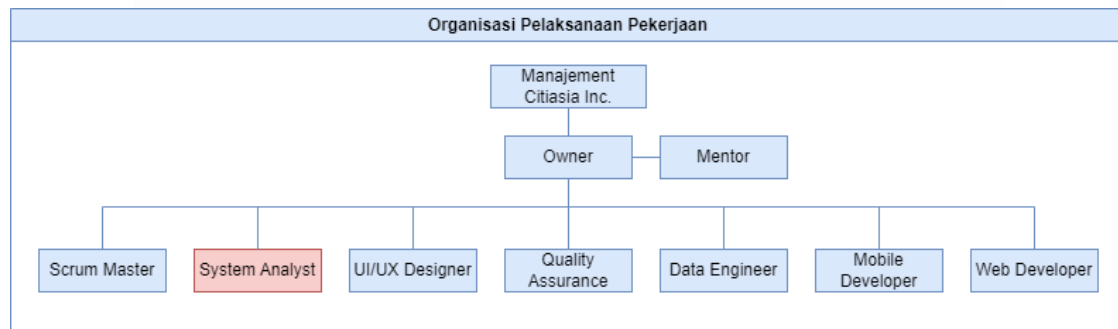 Organisasi Pelaksanaan Pekerjaan
Manajement
Citiasia Inc.
Owner
Mentor
Scrum Master
System Analyst
UI/UX Designer
Quality
Assurance
Data Engineer
Mobile
Developer
Web Developer